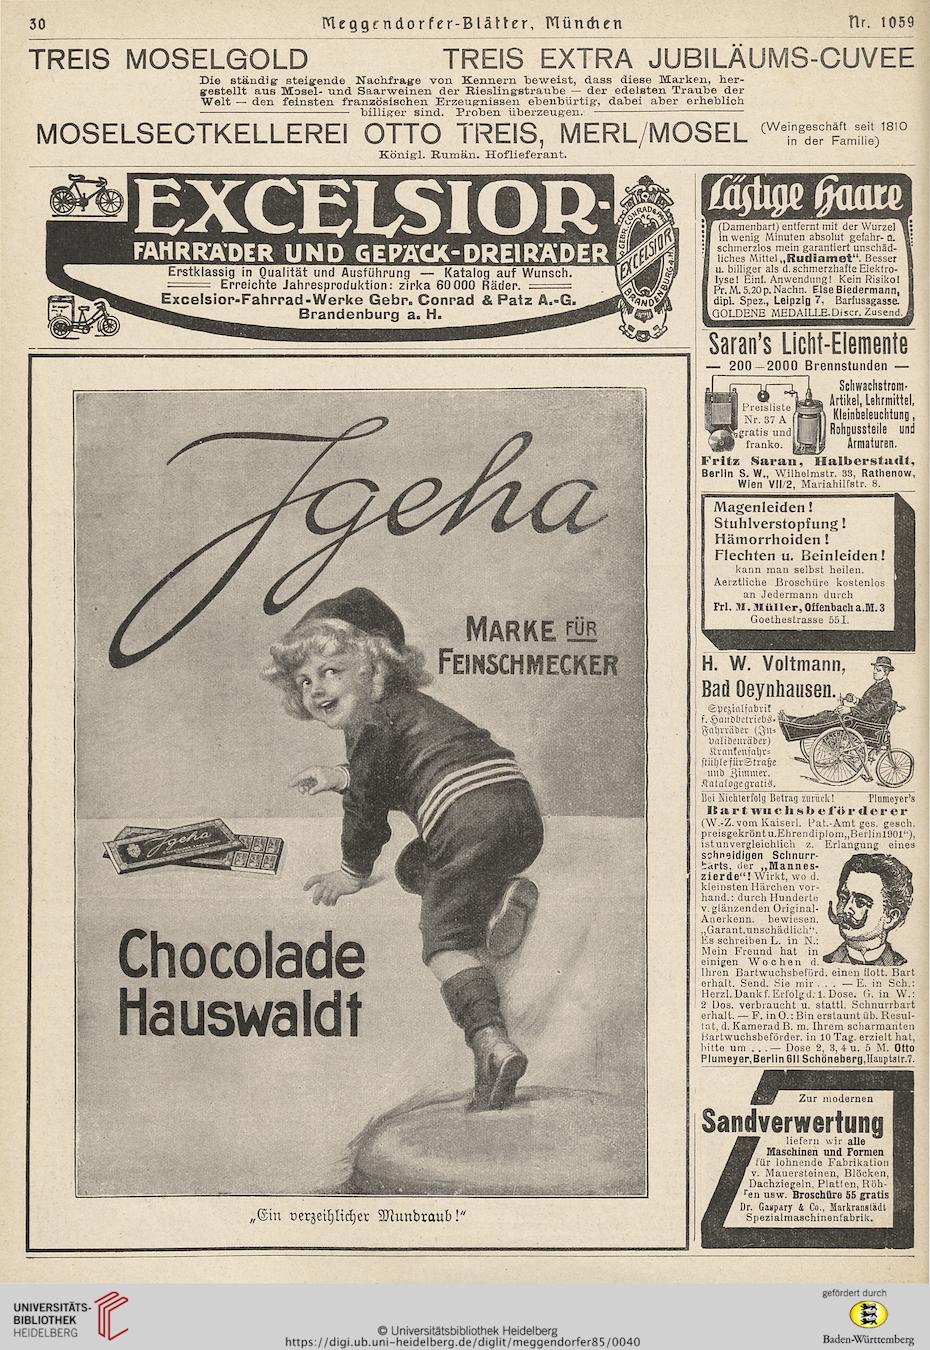 30
Meggendorfer-Blätter, München
Nr. 1059
TREIS MOSELGOLD
TREIS EXTRA JUBILÄUMS-CUVEE
Die ständig steigende Nachfrage von Kennern beweist, dass diese Marken, her-
gestellt aus Mosel- und Saarweinen der Rieslingstraube — der edelsten Traube der
Welt — den feinsten französischen Erzeugnissen ebenbürtig, dabei aber erheblich
billiger sind. Proben überzeugen.
MOSELSECTKELLEREI OTTO TREIS, MERL/MOSEL
(Weingeschäft seit 1810
in der Familie)
Königl. Rumän. Hoflieferant.
EXCELSIOR-
FAHRRÄDER UND GEPÄCK-DREIRÄDER
Erstklassig in Qualität und Ausführung — Katalog auf Wunsch.
Erreichte Jahresproduktion: zirka 60 000 Räder.
Excelsior-Fahrrad-Werke Gebr. Conrad & Patz A.-G.
Brandenburg a. H.
GEBR. CONRAD & PATZ
EXCELSIOR
BRANDENBURG a. H.
Lästige Haare
(Damenbart) entfernt mit der Wurzel
in wenig Minuten absolut gefahr- u.
schmerzlos mein garantiert unschäd-
liches Mittel „Rudiamet“. Besser
u. billiger als d. schmerzhafte Elektro-
lyse! Einf. Anwendung! Kein Risiko!
Pr. M. 5.20 p. Nachn. Else Biedermann,
dipl. Spez., Leipzig 7, Barfussgasse.
GOLDENE MEDAILLE. Discr. Zusend.
Saran's Licht-Elemente
— 200–2000 Brennstunden —
Preisliste
Nr. 37 A
gratis und
franko.
Schwachstrom-
Artikel, Lehrmittel,
Kleinbeleuchtung,
Rohgussteile und
Armaturen.
Fritz Saran, Halberstadt,
Berlin S. W., Wilhelmstr. 33, Rathenow,
Wien VII/2, Mariahilfstr. 8.
Magenleiden!
Stuhlverstopfung!
Hämorrhoiden!
Flechten u. Beinleiden!
kann man selbst heilen.
Aerztliche Broschüre kostenlos
an Jedermann durch
Frl. M. Müller, Offenbach a.M. 3
Goethestrasse 55 I.
H. W. Voltmann,
Bad Oeynhausen.
Spezialfabrik
f. Handbetriebs-
Fahrräder (In-
validenräder)
Krankenfahr-
stühle für Straße
und Zimmer.
Kataloge gratis.
Bei Nichterfolg Betrag zurück! Plumeyer's
Bartwuchsbeförderer
(W.-Z. vom Kaiserl. Pat.-Amt ges. gesch.
preisgekrönt u. Ehrendiplom „Berlin 1901“),
ist unvergleichlich z. Erlangung eines
schneidigen Schnurr-
barts, der „Mannes-
zierde“! Wirkt, wo d.
kleinsten Härchen vor-
hand.: durch Hunderte
v. glänzenden Original-
Anerkenn. bewiesen.
„Garant. unschädlich“.
Es schreiben L. in N.:
Mein Freund hat in
einigen Wochen d.
Ihren Bartwuchsbeförd. einen flott. Bart
erhalt. Send. Sie mir . . . — E. in Sch.:
Herzl. Dank f. Erfolg d. 1. Dose. G. in W.:
2 Dos. verbraucht u. stattl. Schnurrbart
erhalt. — F. in O.: Bin erstaunt üb. Resul-
tat, d. Kamerad B. m. Ihrem scharmanten
Bartwuchsbeförder. in 10 Tag. erzielt hat,
bitte um . . . — Dose 2, 3, 4 u. 5 M. Otto
Plumeyer, Berlin 611 Schöneberg, Hauptstr. 7.
Zur modernen
Sandverwertung
liefern wir alle
Maschinen und Formen
für lohnende Fabrikation
v. Mauersteinen, Blöcken,
Dachziegeln, Platten, Röh-
ren usw. Broschüre 55 gratis
Dr. Gaspary & Co., Markranstädt
Spezialmaschinenfabrik.
Igeha
MARKE FÜR
FEINSCHMECKER
Igeha
Chocolade
Hauswaldt
„Ein verzeihlicher Mundraub!“
UNIVERSITÄTS-
BIBLIOTHEK
HEIDELBERG
© Universitätsbibliothek Heidelberg
https://digi.ub.uni-heidelberg.de/diglit/meggendorfer85/0040
gefördert durch
Baden-Württemberg